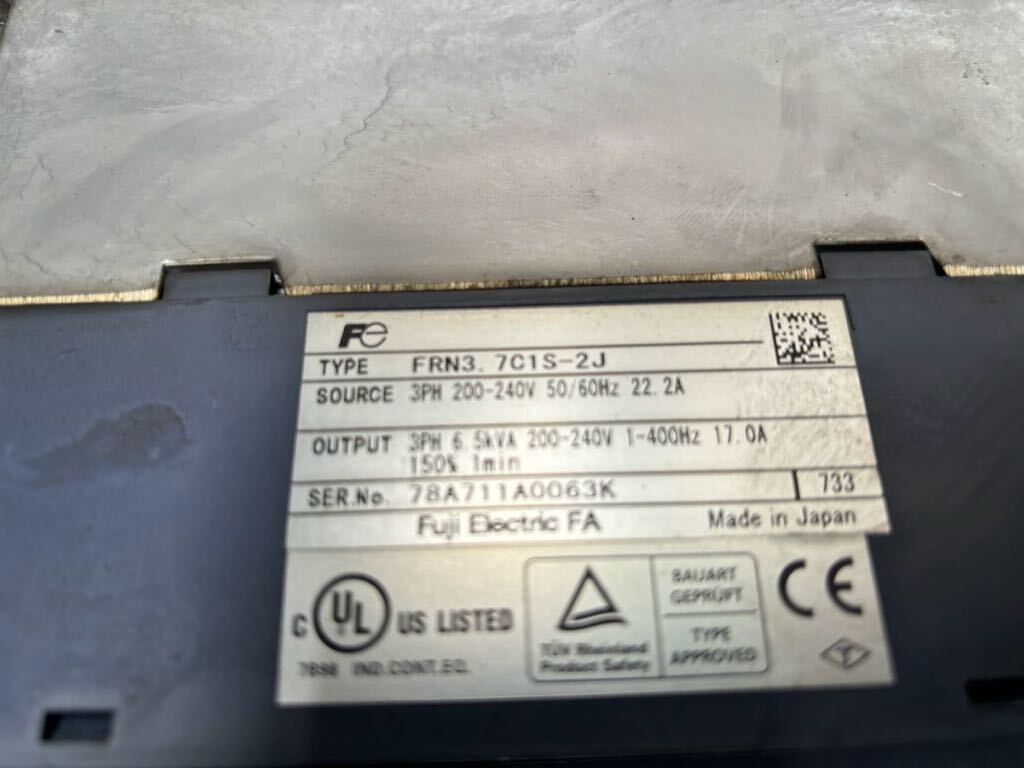 Fe
TYPE FRN3.7C1S-2J
SOURCE 3PH 200-240V 50/60Hz 22.2A
OUTPUT 3PH 6.5kVA 200-240V 1-400Hz 17.0A
150% 1min
SER.No. 78A711A0063K 733
Fuji Electric FA Made in Japan
C UL US LISTED
7898 IND.CONT.EQ.
TÜV Rheinland
Product Safety
BAUART
GEPRÜFT
TYPE
APPROVED
CE